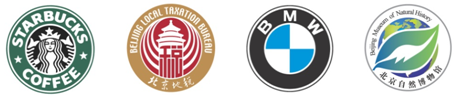 STARBUCKS
COFFEE
BEIJING LOCAL TAXATION BUREAU
北京地税
BMW
Beijing Museum of Natural History
北京自然博物馆